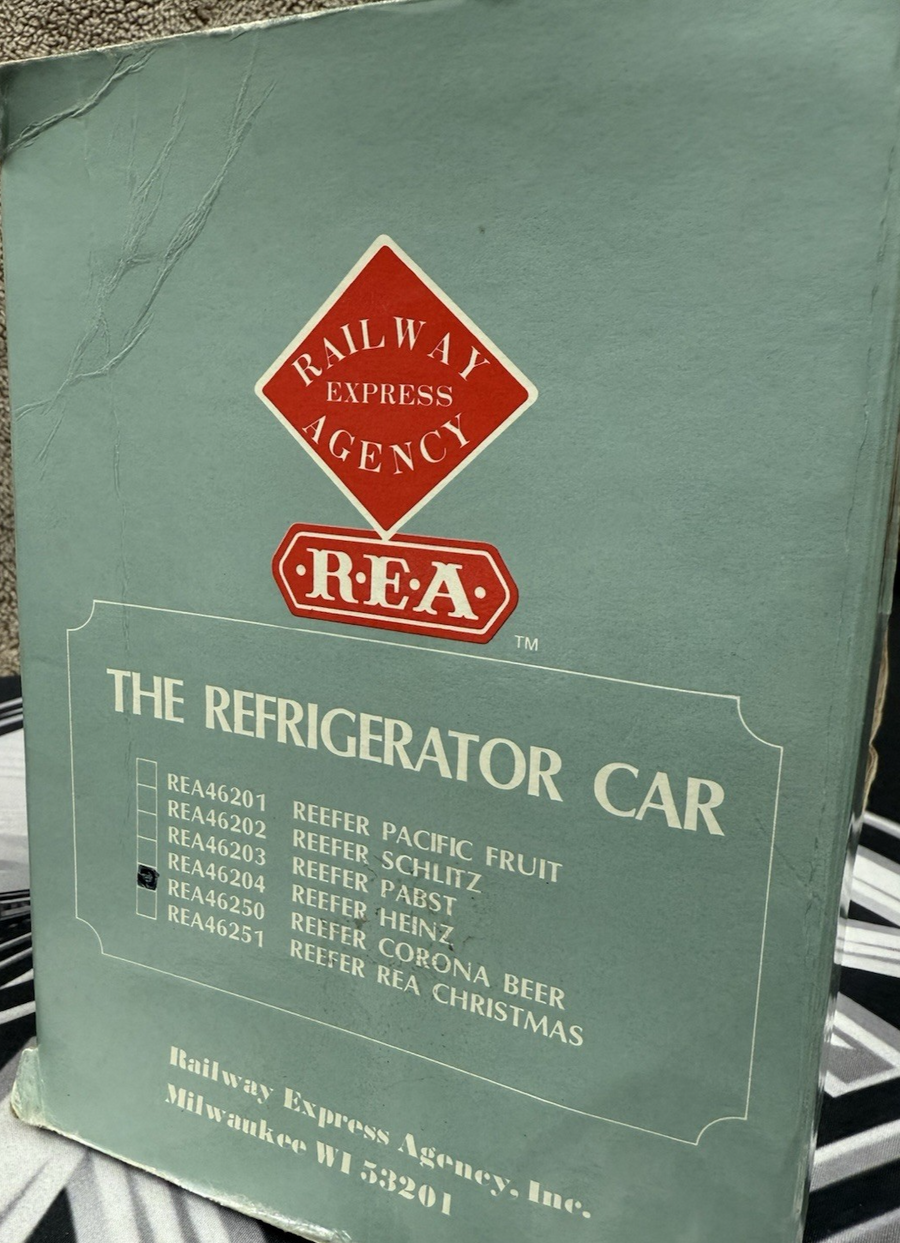 RAILWAY
EXPRESS
AGENCY
R·E·A
TM
THE REFRIGERATOR CAR
REA46201 REEFER PACIFIC FRUIT
REA46202 REEFER SCHLITZ
REA46203 REEFER PABST
REA46204 REEFER HEINZ
REA46250 REEFER CORONA BEER
REA46251 REEFER REA CHRISTMAS
Railway Express Agency, Inc.
Milwaukee WI 53201